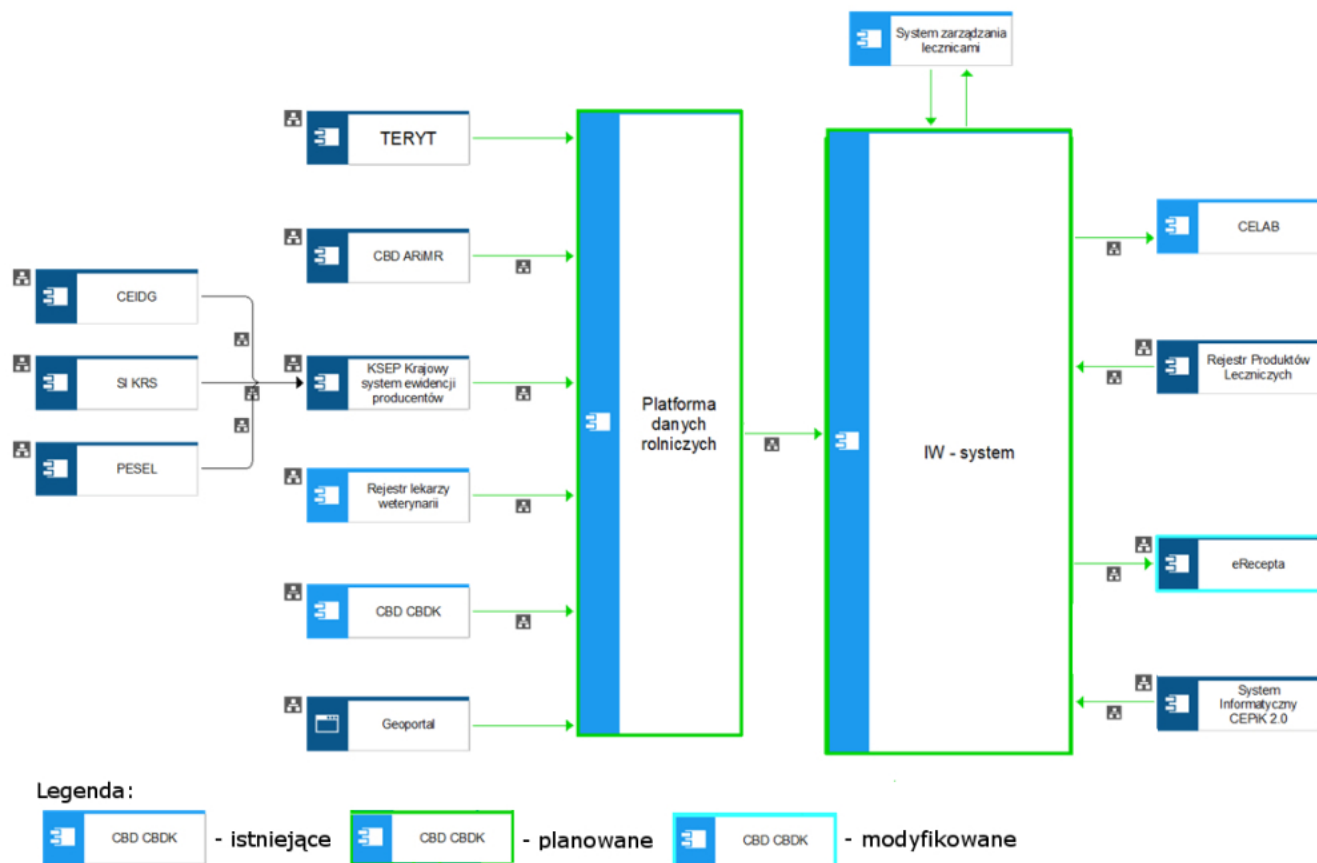 System zarządzania
lecznicami
TERYT
CBD ARiMR
CEIDG
SI KRS
PESEL
KSEP Krajowy
system ewidencji
producentów
Rejestr lekarzy
weterynarii
CBD CBDK
Geoportal
Platforma
danych
rolniczych
IW - system
CELAB
Rejestr Produktów
Leczniczych
eRecepta
System
Informatyczny
CEPiK 2.0
Legenda:
CBD CBDK - istniejące
CBD CBDK - planowane
CBD CBDK - modyfikowane